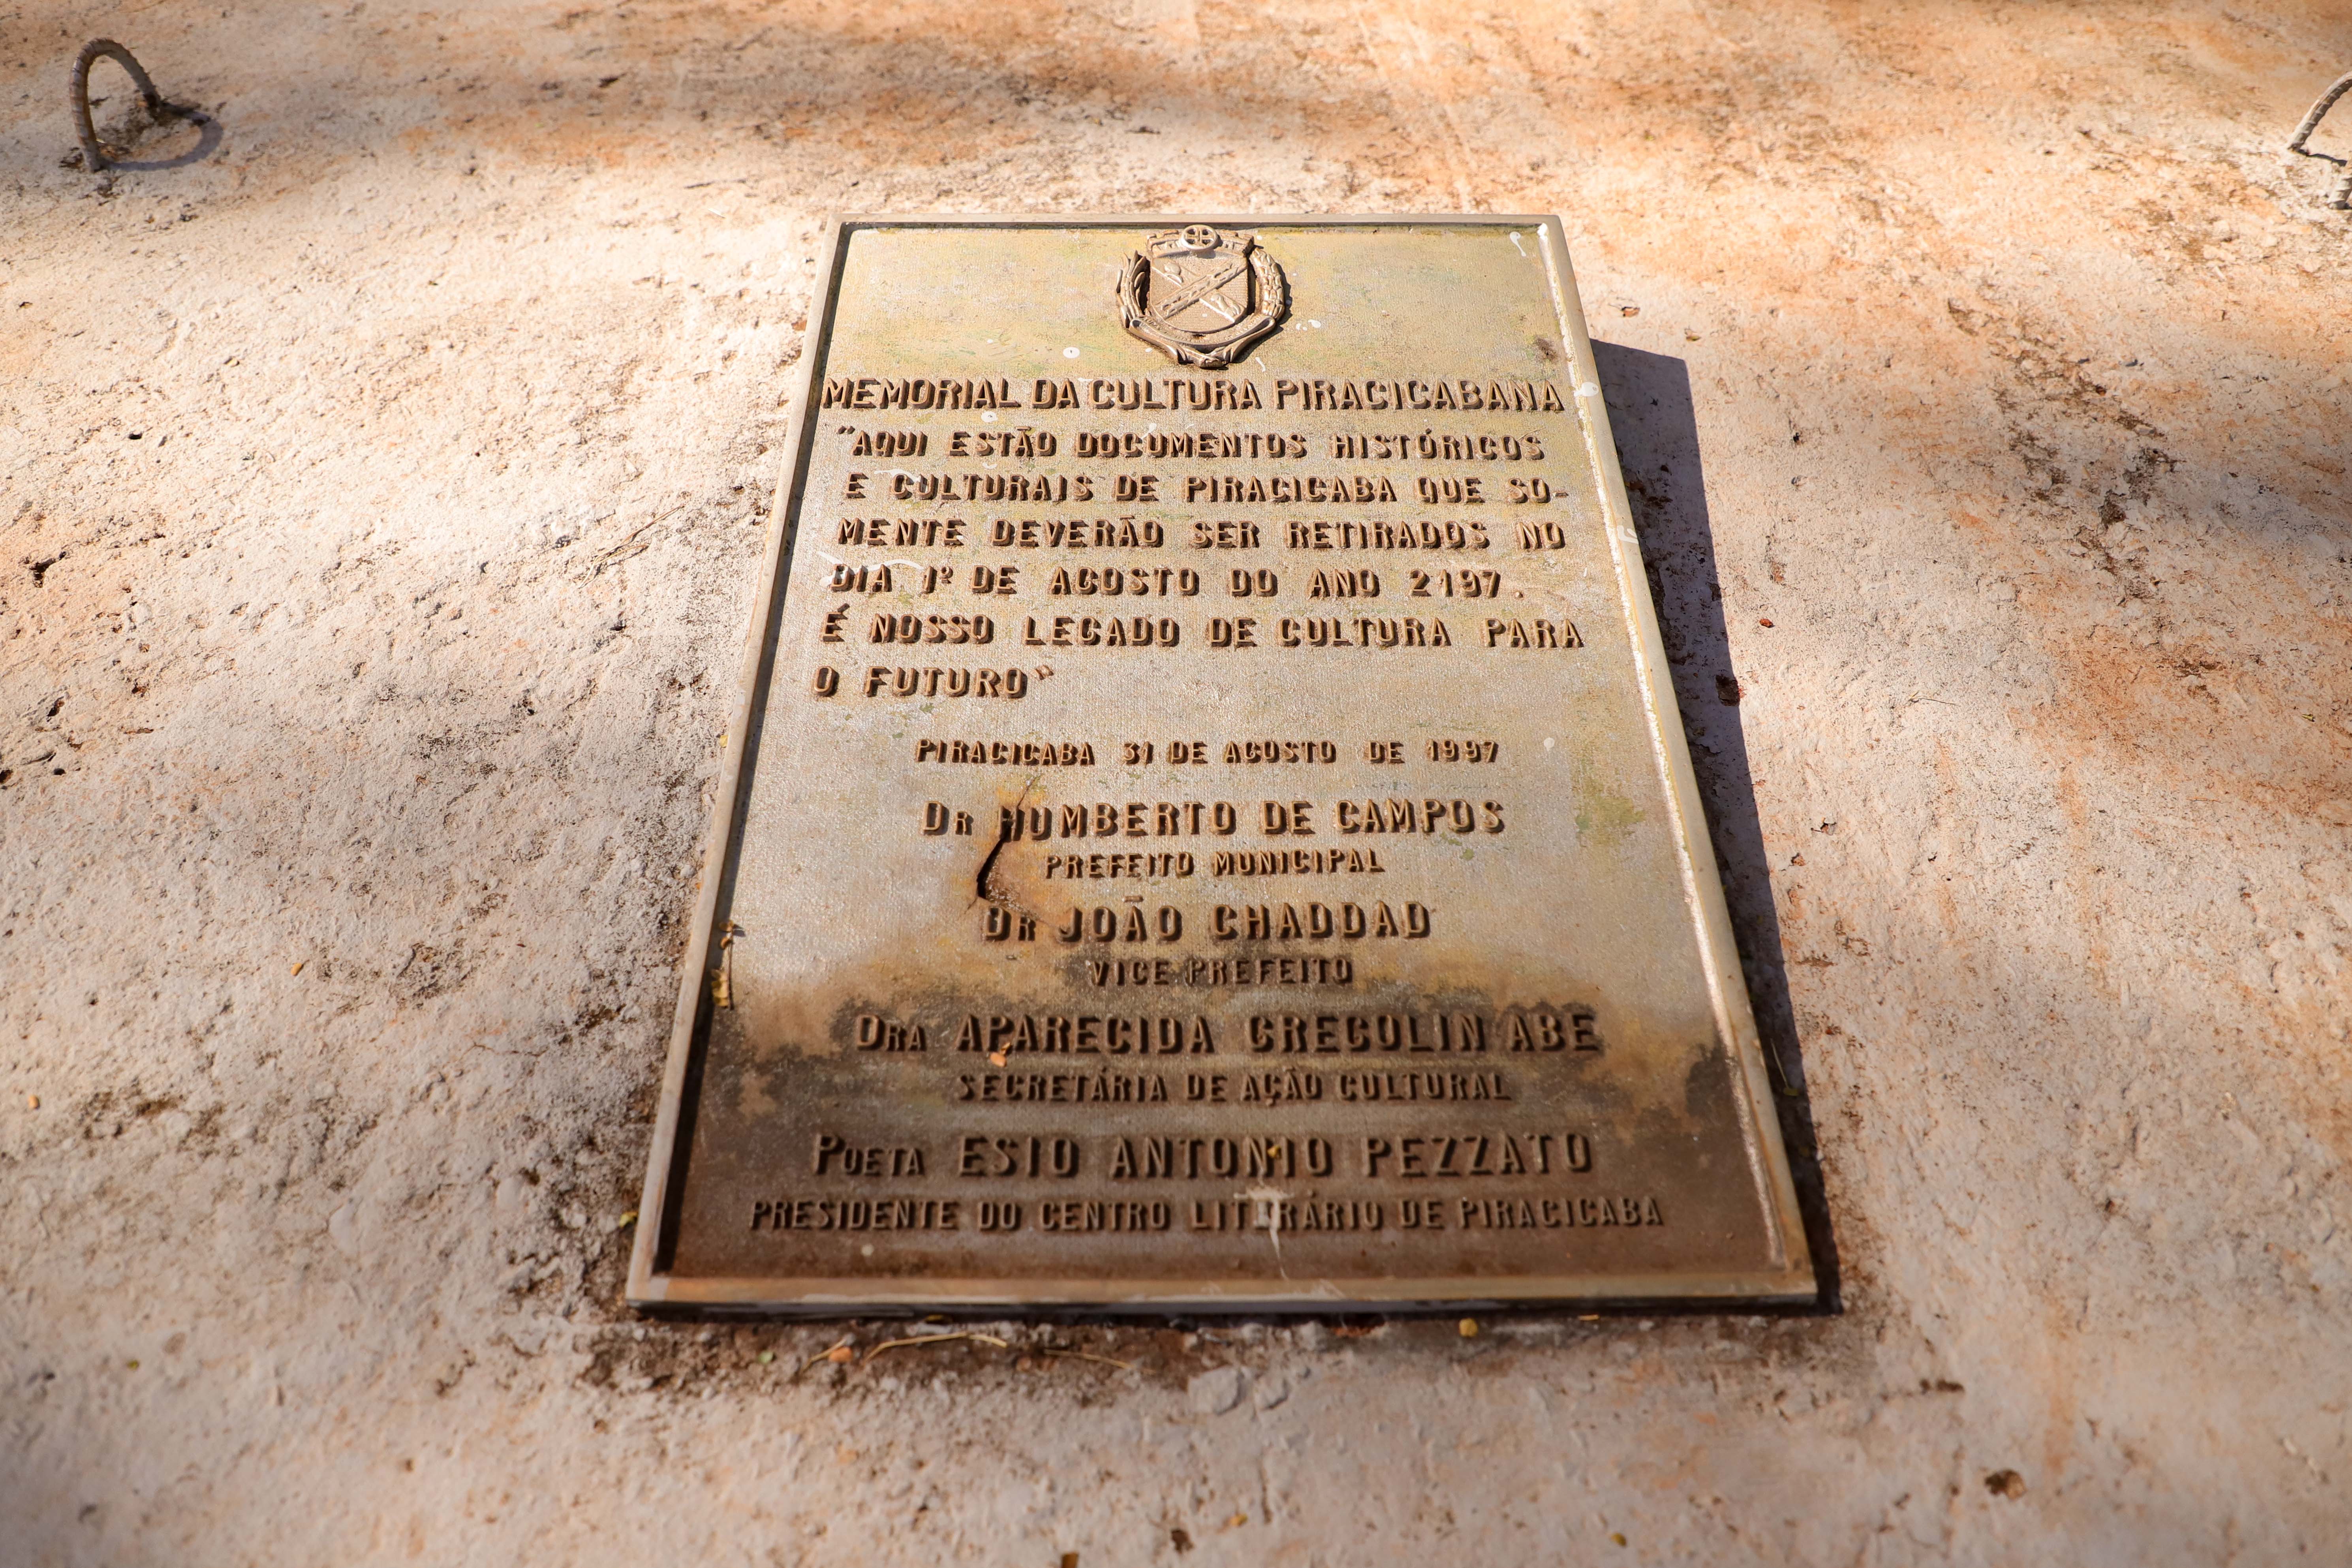 MEMORIAL DA CULTURA PIRACICABANA
"AQUI ESTÃO DOCUMENTOS HISTÓRICOS
E CULTURAIS DE PIRACICABA QUE SO-
MENTE DEVERÃO SER RETIRADOS NO
DIA 1º DE AGOSTO DO ANO 2197.
É NOSSO LEGADO DE CULTURA PARA
O FUTURO"
PIRACICABA 31 DE AGOSTO DE 1997
DR HUMBERTO DE CAMPOS
PREFEITO MUNICIPAL
DR JOÃO CHADDAD
VICE PREFEITO
DRA APARECIDA GREGOLIN ABE
SECRETÁRIA DE AÇÃO CULTURAL
POETA ESIO ANTONIO PEZZATO
PRESIDENTE DO CENTRO LITERÁRIO DE PIRACICABA